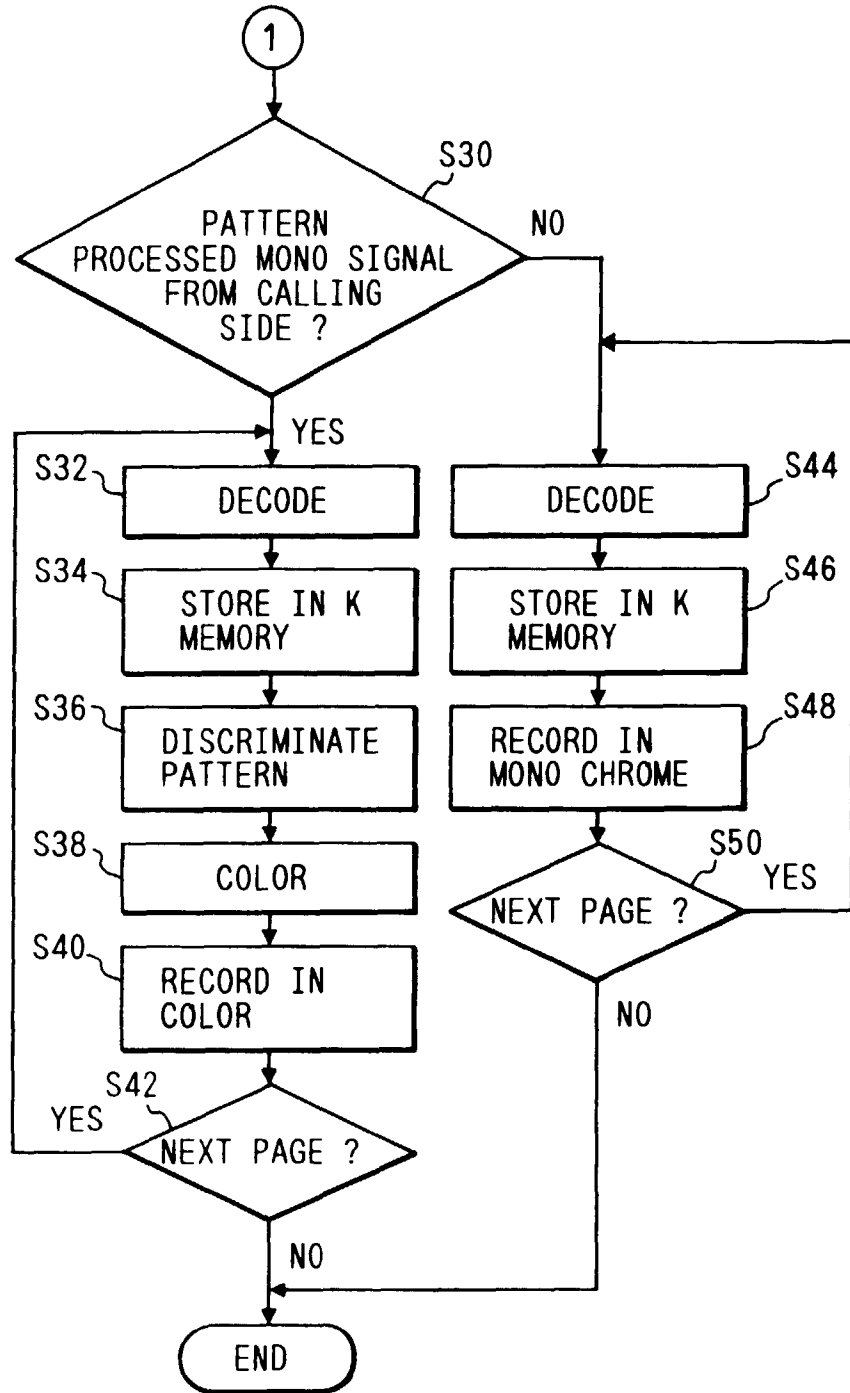 1
S30
PATTERN
PROCESSED MONO SIGNAL
FROM CALLING
SIDE ?
NO
YES
S32
DECODE
S34
STORE IN K
MEMORY
S36
DISCRIMINATE
PATTERN
S38
COLOR
S40
RECORD IN
COLOR
S42
YES
NEXT PAGE ?
NO
S44
DECODE
S46
STORE IN K
MEMORY
S48
RECORD IN
MONO CHROME
S50
NEXT PAGE ?
YES
NO
END